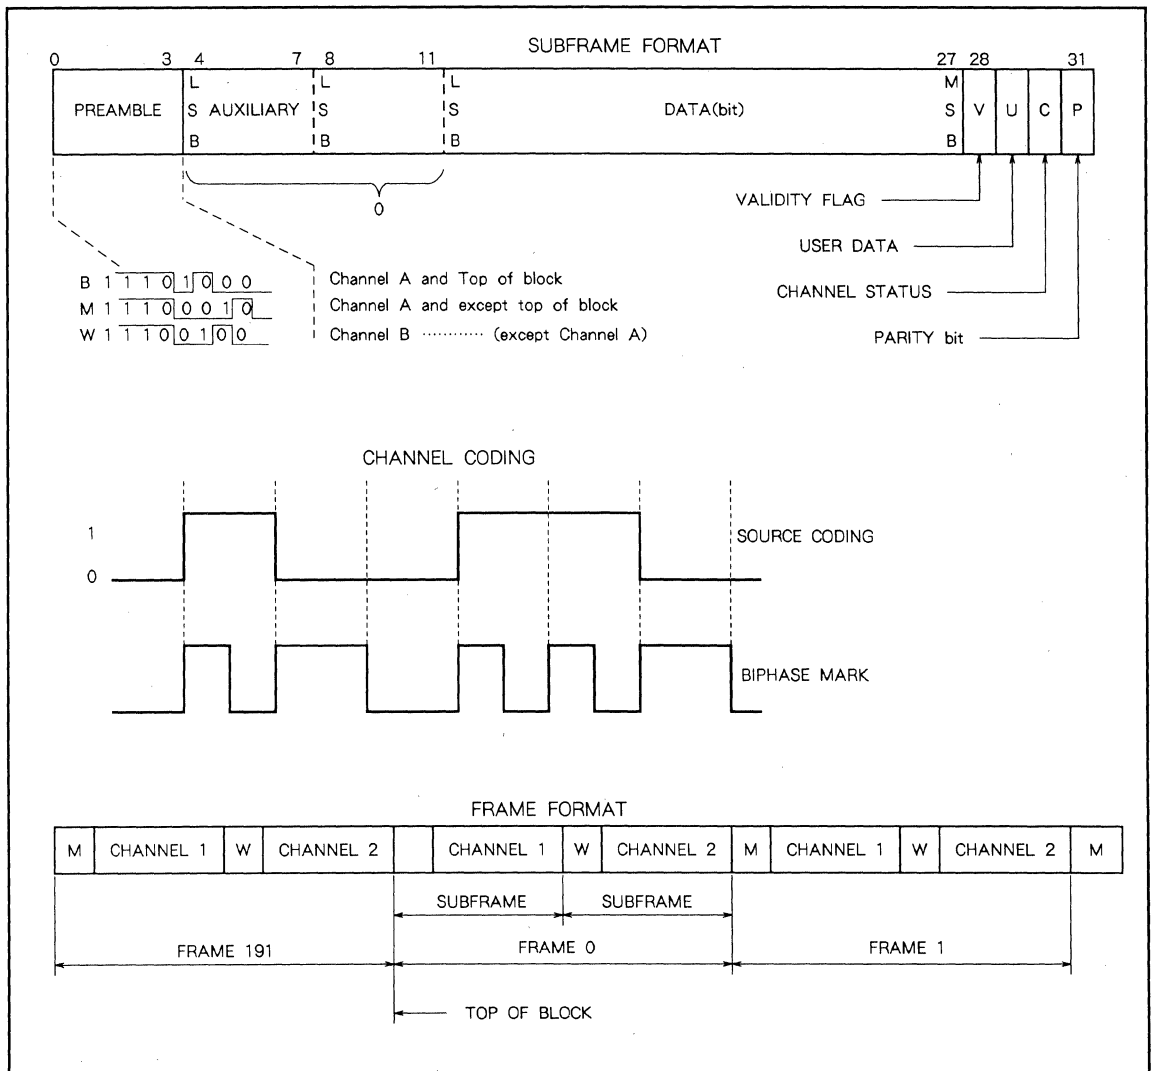 SUBFRAME FORMAT
0 3 4 7 8 11 27 28 31
PREAMBLE
LSB
AUXILIARY
LSB
LSB
DATA(bit)
MSB
V
U
C
P
0
VALIDITY FLAG
USER DATA
CHANNEL STATUS
PARITY bit
B 1 1 1 0 1 0 0 0 Channel A and Top of block
M 1 1 1 0 0 0 1 0 Channel A and except top of block
W 1 1 1 0 0 1 0 0 Channel B ············ (except Channel A)
CHANNEL CODING
1
0
SOURCE CODING
BIPHASE MARK
FRAME FORMAT
M CHANNEL 1 W CHANNEL 2 CHANNEL 1 W CHANNEL 2 M CHANNEL 1 W CHANNEL 2 M
SUBFRAME SUBFRAME
FRAME 191 FRAME 0 FRAME 1
TOP OF BLOCK